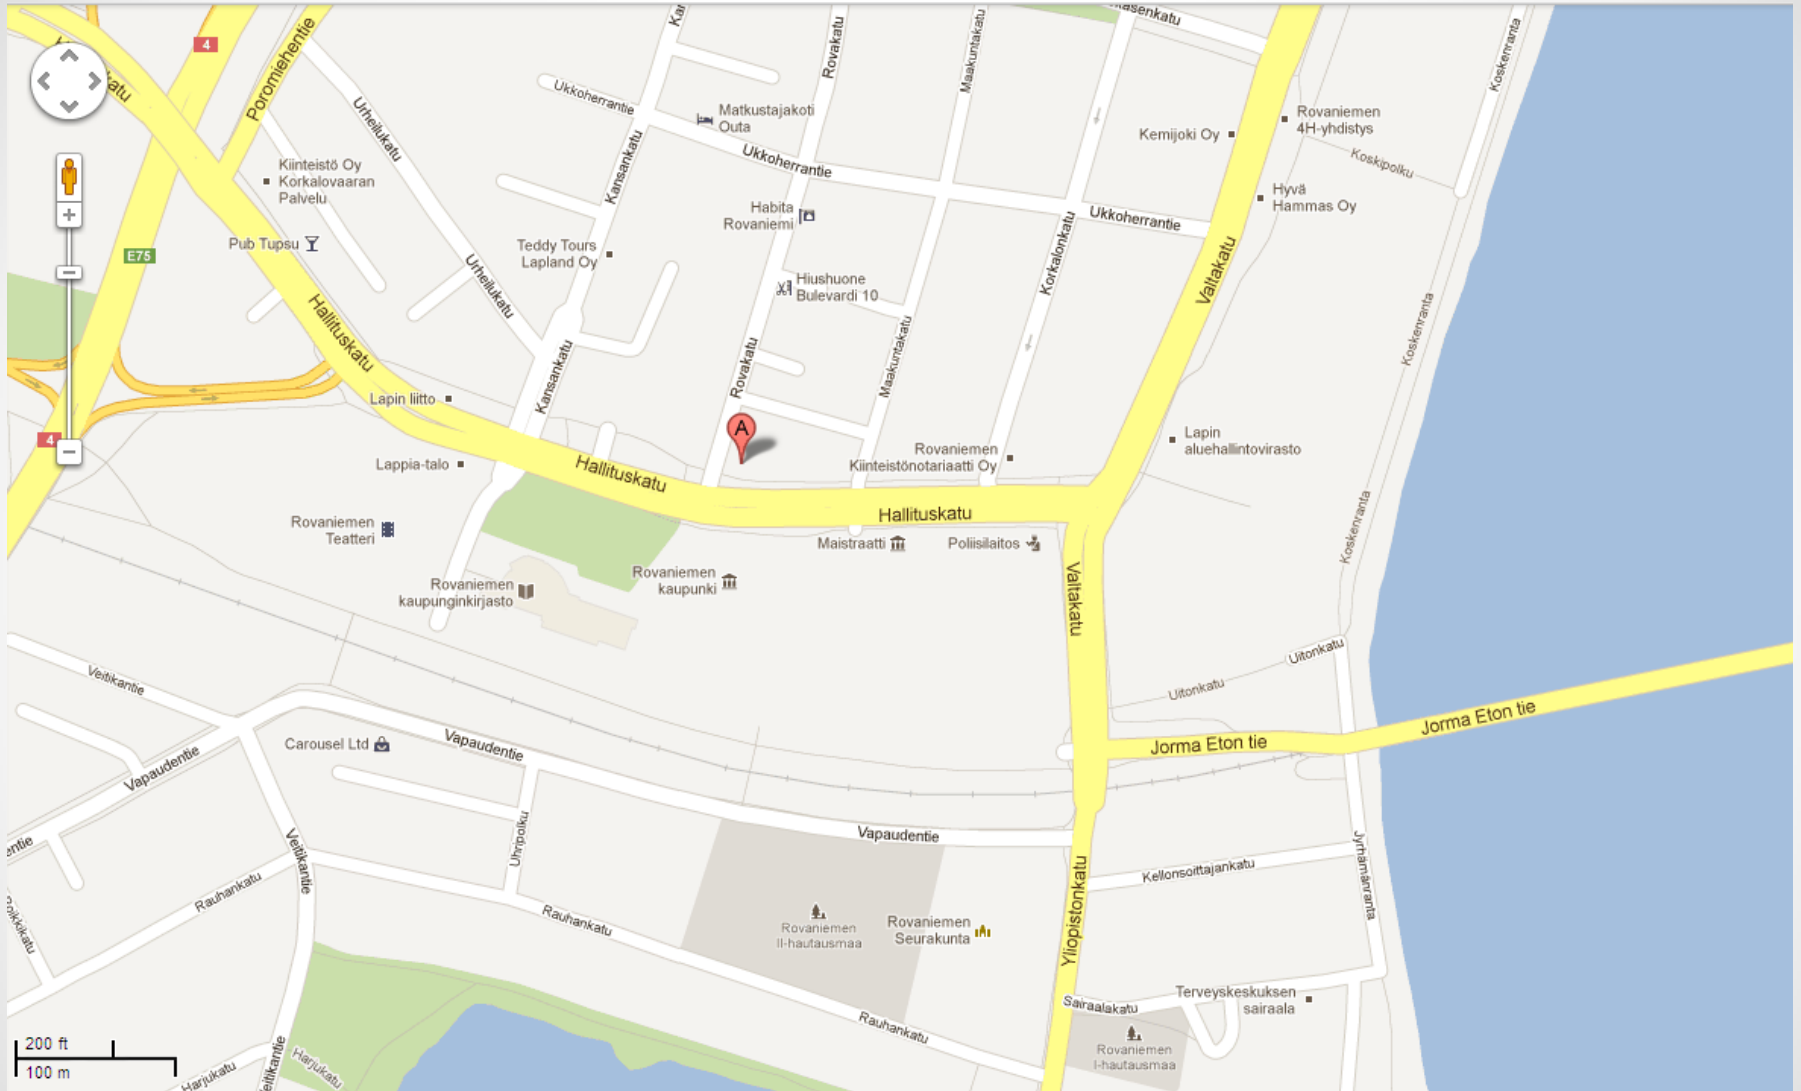 Kasenkatu
4
Poromiehentie
Rovakatu
Maakuntakatu
Koskenranta
Ukkoherrantie
Matkustajakoti
Outa
Urheilukatu
Kansankatu
Ukkoherrantie
Kemijoki Oy
Rovaniemen
4H-yhdistys
Koskipolku
Kiinteistö Oy
Korkalovaaran
Palvelu
Hyvä
Hammas Oy
Habita
Rovaniemi
Ukkoherrantie
Pub Tupsu
E75
Teddy Tours
Lapland Oy
Korkalonkatu
Valtakatu
Urheilukatu
Hiushuone
Bulevardi 10
Hallituskatu
Koskenranta
Kansankatu
Rovakatu
Maakuntakatu
Lapin liitto
A
4
Lappia-talo
Hallituskatu
Rovaniemen
Kiinteistönotariaatti Oy
Lapin
aluehallintovirasto
Hallituskatu
Koskenranta
Rovaniemen
Teatteri
Maistraatti
Poliisilaitos
Rovaniemen
kaupunginkirjasto
Rovaniemen
kaupunki
Valtakatu
Uitonkatu
Uitonkatu
Veitikantie
Jorma Eton tie
Jorma Eton tie
Carousel Ltd
Vapaudentie
Vapaudentie
Uhripolku
Vapaudentie
Veitikantie
Kellonsoittajankatu
Jyrhämänranta
Rauhankatu
Rauhankatu
Rovaniemen
II-hautausmaa
Rovaniemen
Seurakunta
Yliopistonkatu
Sairaalakatu
Terveyskeskuksen
sairaala
Rauhankatu
Rovaniemen
I-hautausmaa
Harjukatu
Harjukatu
200 ft
100 m